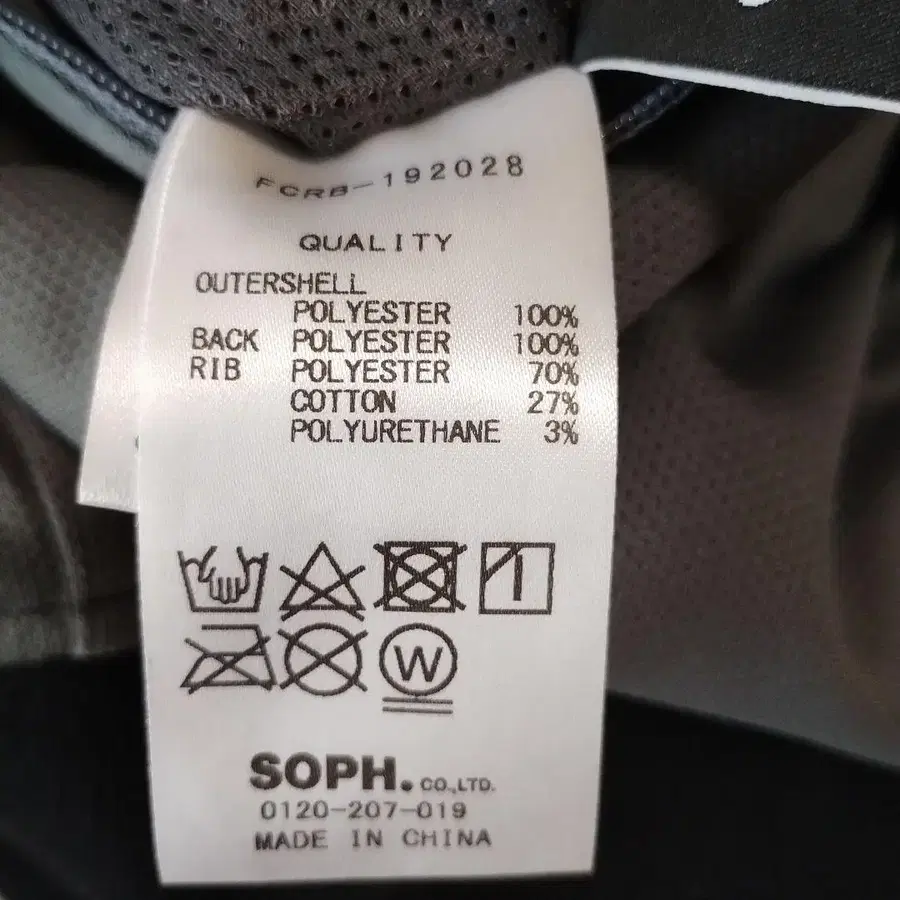 FCRB-192028
QUALITY
OUTERSHELL
POLYESTER 100%
BACK POLYESTER 100%
RIB POLYESTER 70%
COTTON 27%
POLYURETHANE 3%
W
SOPH. CO.,LTD.
0120-207-019
MADE IN CHINA